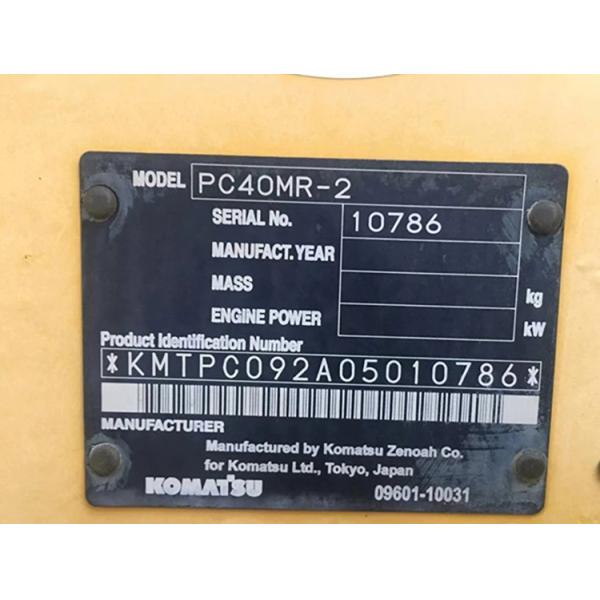 MODEL PC40MR-2
SERIAL No. 10786
MANUFACT. YEAR
MASS kg
ENGINE POWER kW
Product Identification Number
*KMTPC092A05010786*
MANUFACTURER
Manufactured by Komatsu Zenoah Co.
for Komatsu Ltd., Tokyo, Japan
KOMATSU 09601-10031